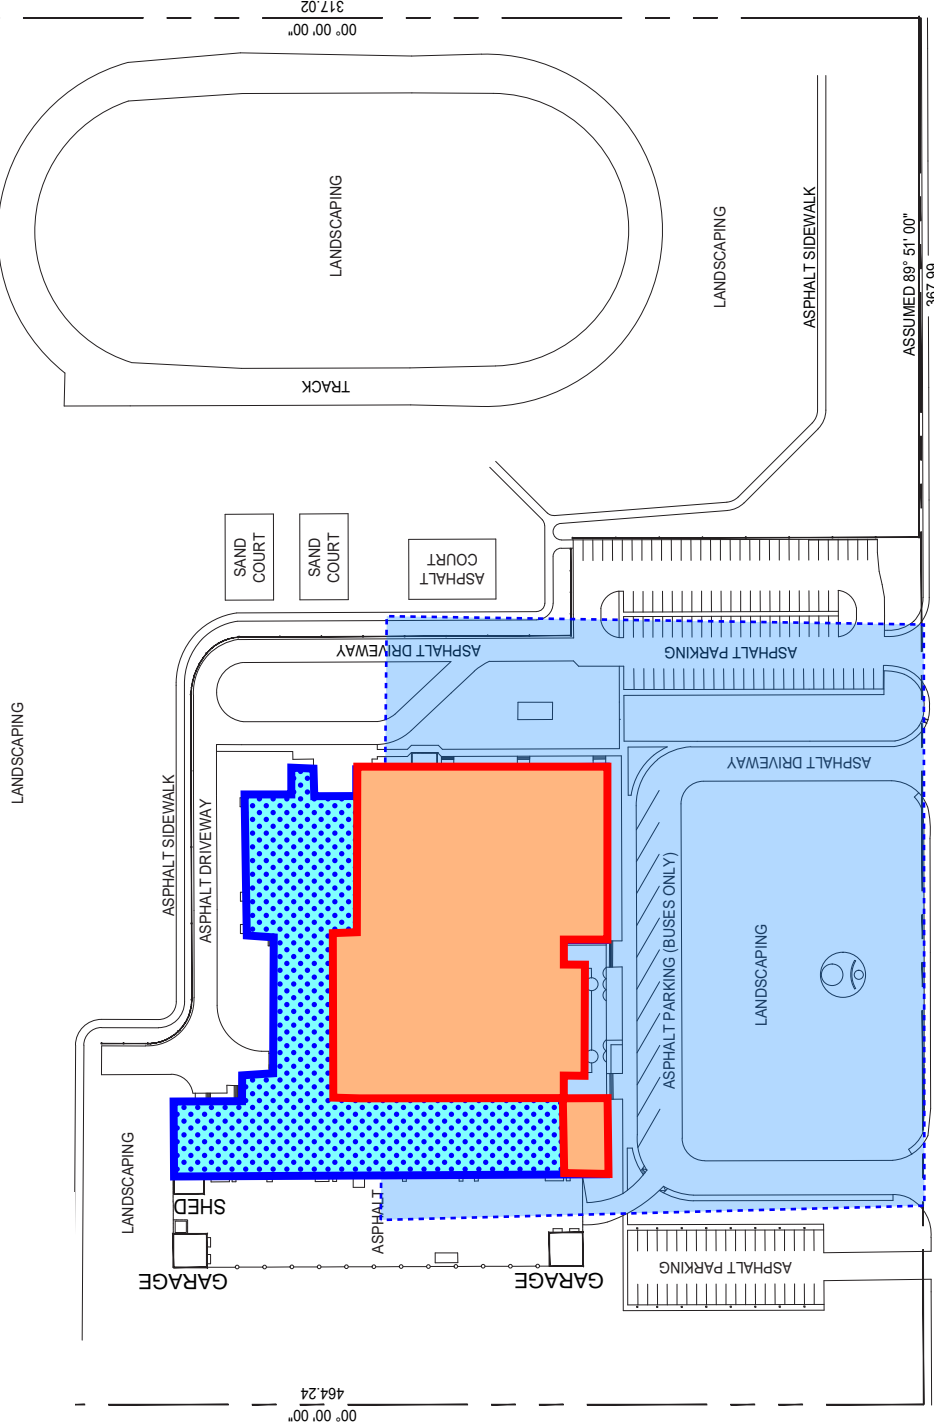 317.02
00° 00' 00"
LANDSCAPING
LANDSCAPING
ASPHALT SIDEWALK
ASSUMED 89° 51' 00"
367.99
TRACK
SAND
COURT
SAND
COURT
ASPHALT
COURT
ASPHALT DRIVEWAY
ASPHALT PARKING
LANDSCAPING
ASPHALT DRIVEWAY
ASPHALT SIDEWALK
ASPHALT DRIVEWAY
ASPHALT PARKING (BUSES ONLY)
LANDSCAPING
LANDSCAPING
SHED
ASPHALT
GARAGE
GARAGE
ASPHALT PARKING
464.24
00° 00' 00"